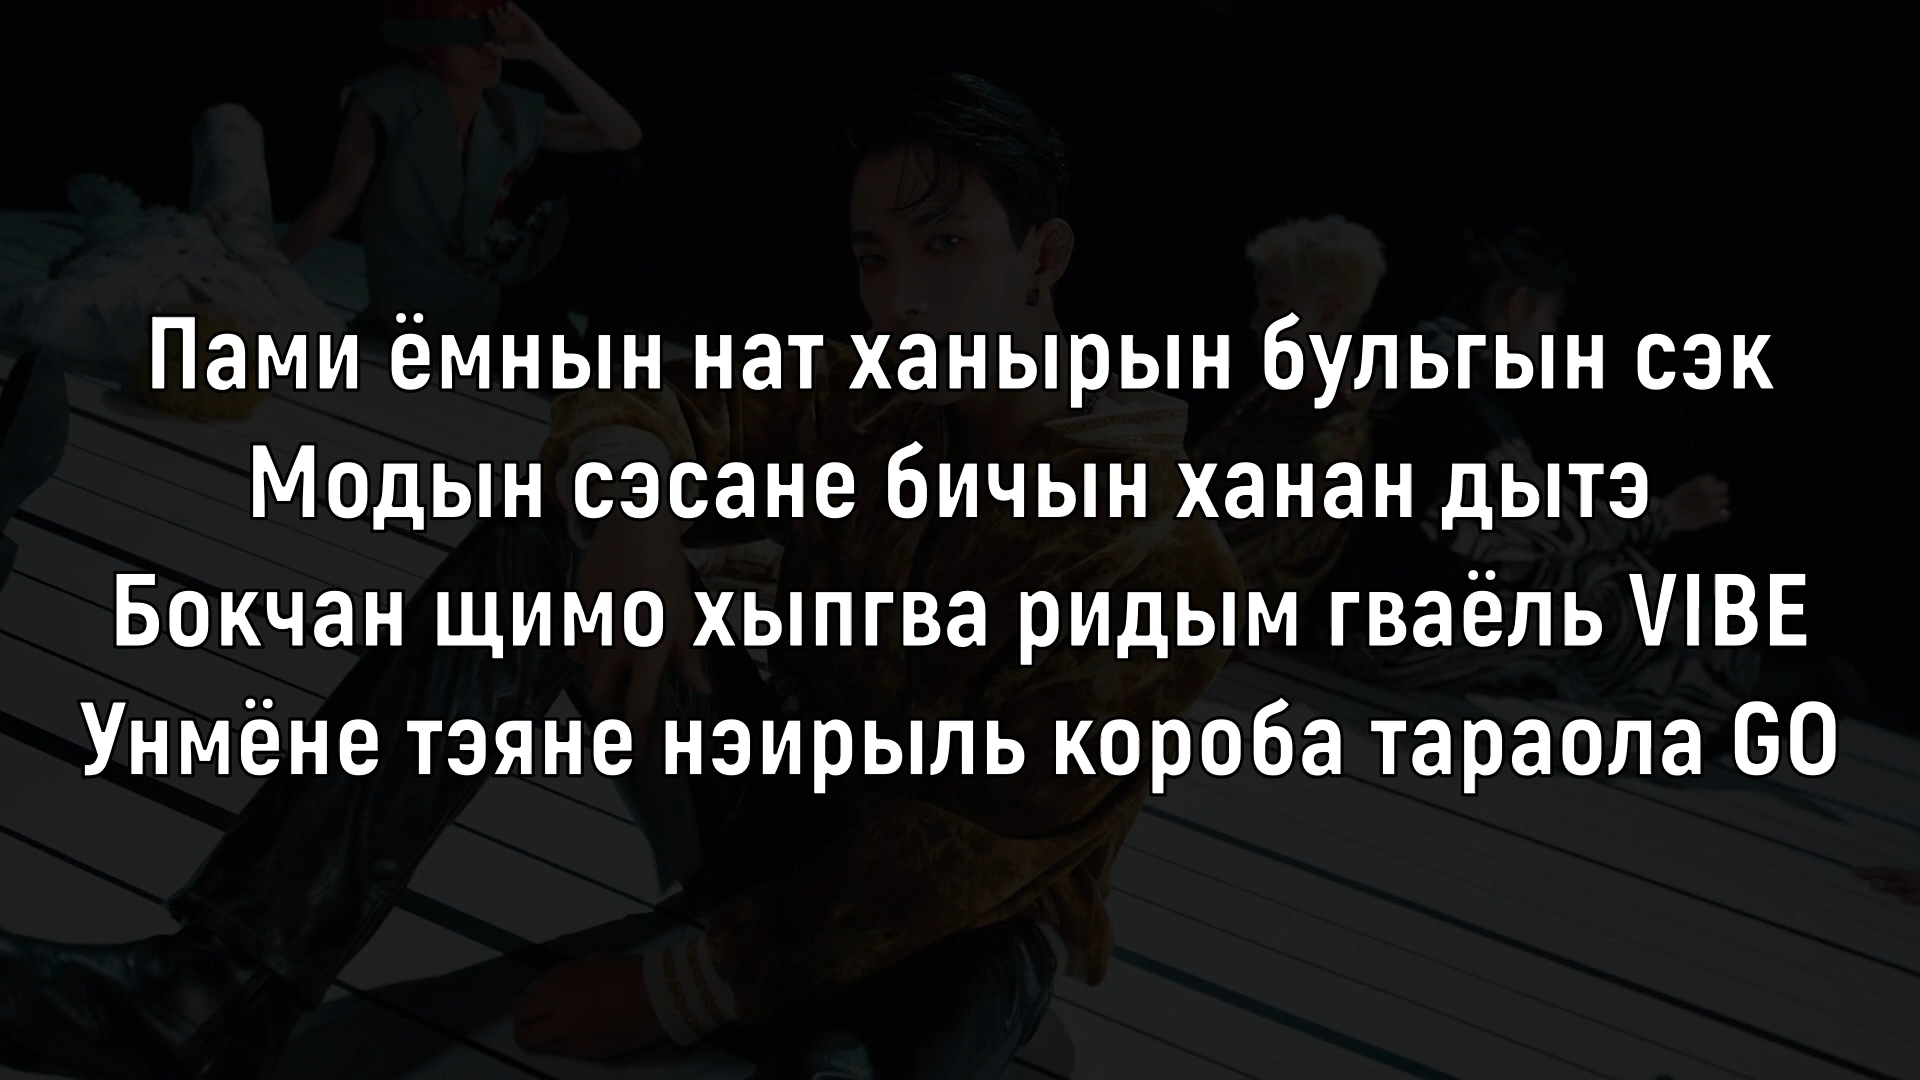 Пами ёмнын нат ханырын бульгын сэк
Модын сэсане бичын ханан дытэ
Бокчан щимо хыпгва ридым гваёль VIBE
Унмёне тэяне нэирыль короба тараола GO